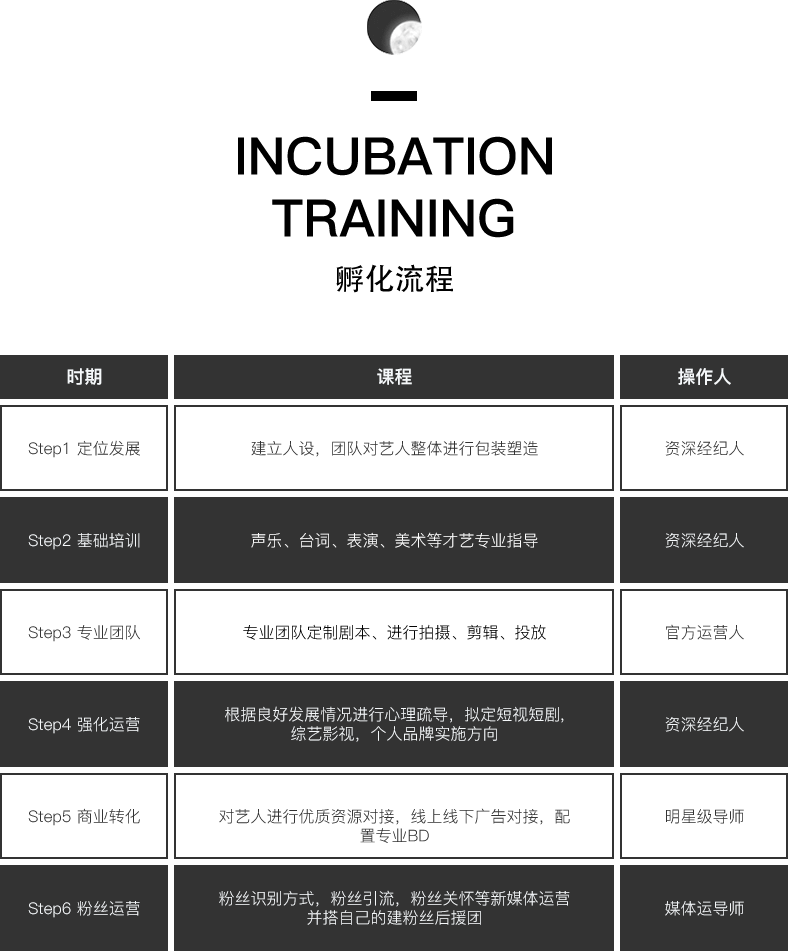 INCUBATION
TRAINING
孵化流程
时期 课程 操作人
Step1 定位发展 建立人设，团队对艺人整体进行包装塑造 资深经纪人
Step2 基础培训 声乐、台词、表演、美术等才艺专业指导 资深经纪人
Step3 专业团队 专业团队定制剧本、进行拍摄、剪辑、投放 官方运营人
Step4 强化运营 根据良好发展情况进行心理疏导，拟定短视短剧，
综艺影视，个人品牌实施方向 资深经纪人
Step5 商业转化 对艺人进行优质资源对接，线上线下广告对接，配
置专业BD 明星级导师
Step6 粉丝运营 粉丝识别方式，粉丝引流，粉丝关怀等新媒体运营
并搭自己的建粉丝后援团 媒体运导师